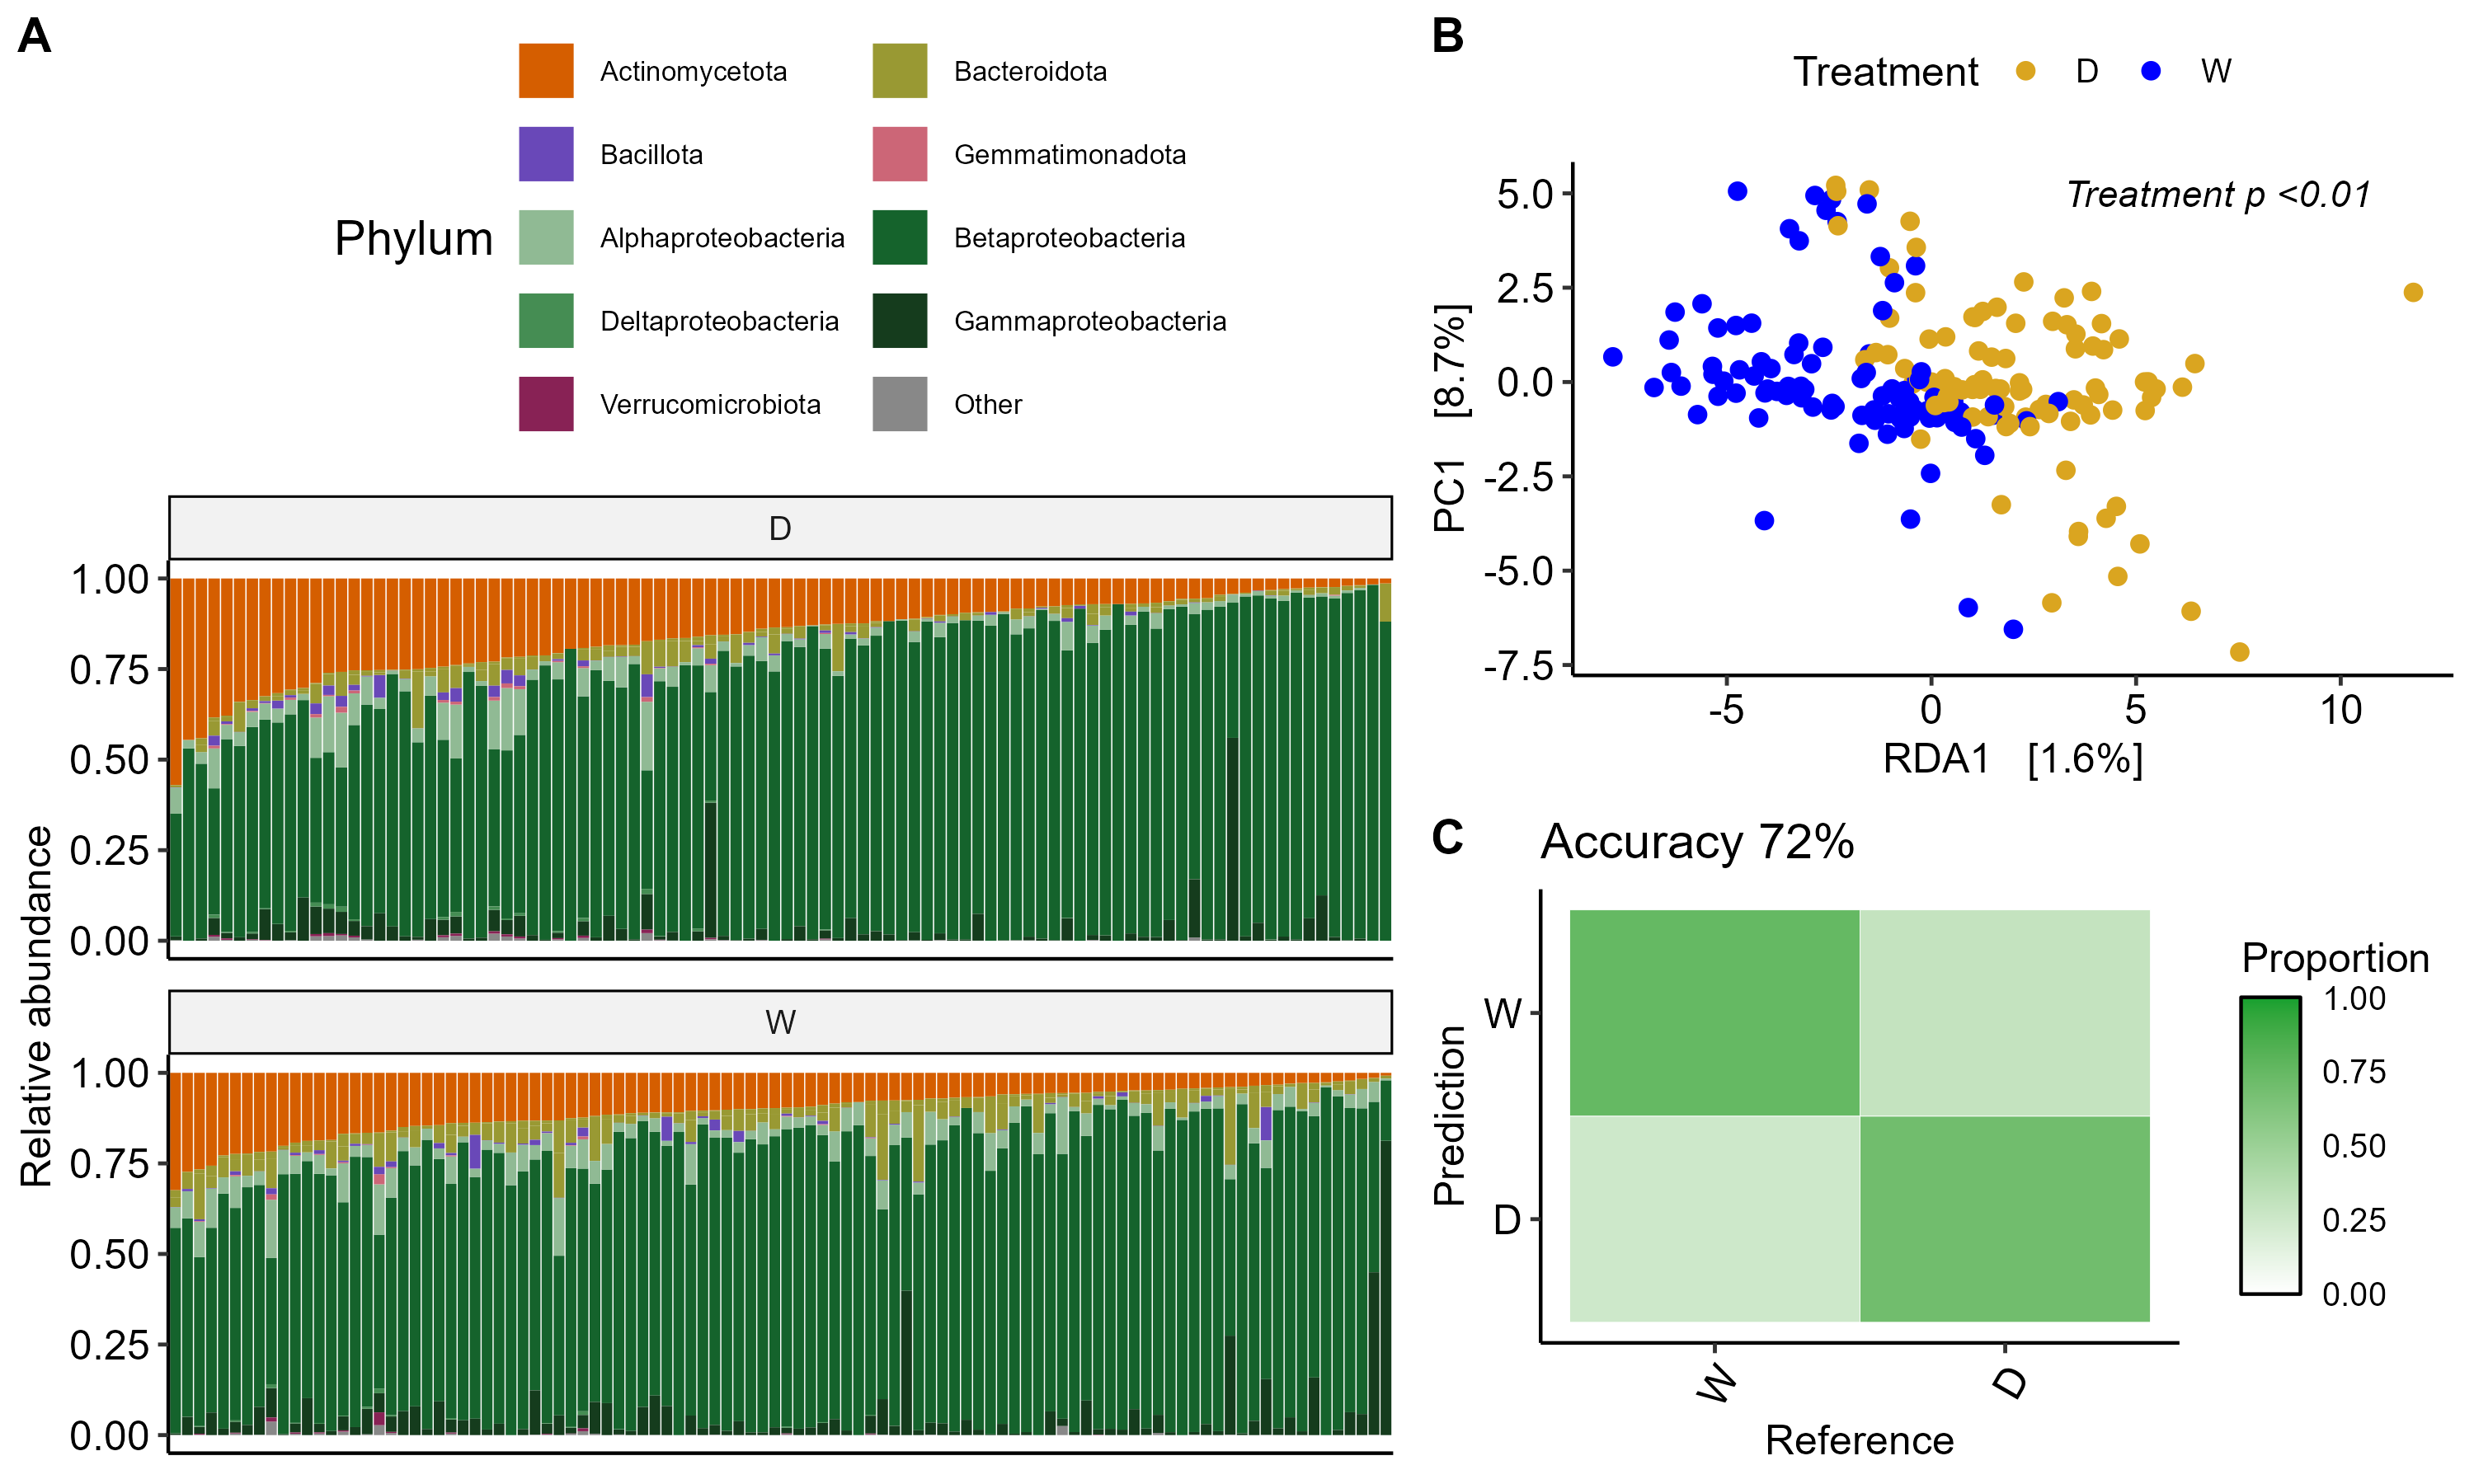 A
Phylum
Actinomycetota
Bacteroidota
Bacillota
Gemmatimonadota
Alphaproteobacteria
Betaproteobacteria
Deltaproteobacteria
Gammaproteobacteria
Verrucomicrobiota
Other
Relative abundance
D
1.00
0.75
0.50
0.25
0.00
W
1.00
0.75
0.50
0.25
0.00
B
Treatment D W
Treatment p <0.01
PC1 [8.7%]
5.0
2.5
0.0
-2.5
-5.0
-7.5
-5 0 5 10
RDA1 [1.6%]
C
Accuracy 72%
Prediction
W
D
W D
Reference
Proportion
1.00
0.75
0.50
0.25
0.00